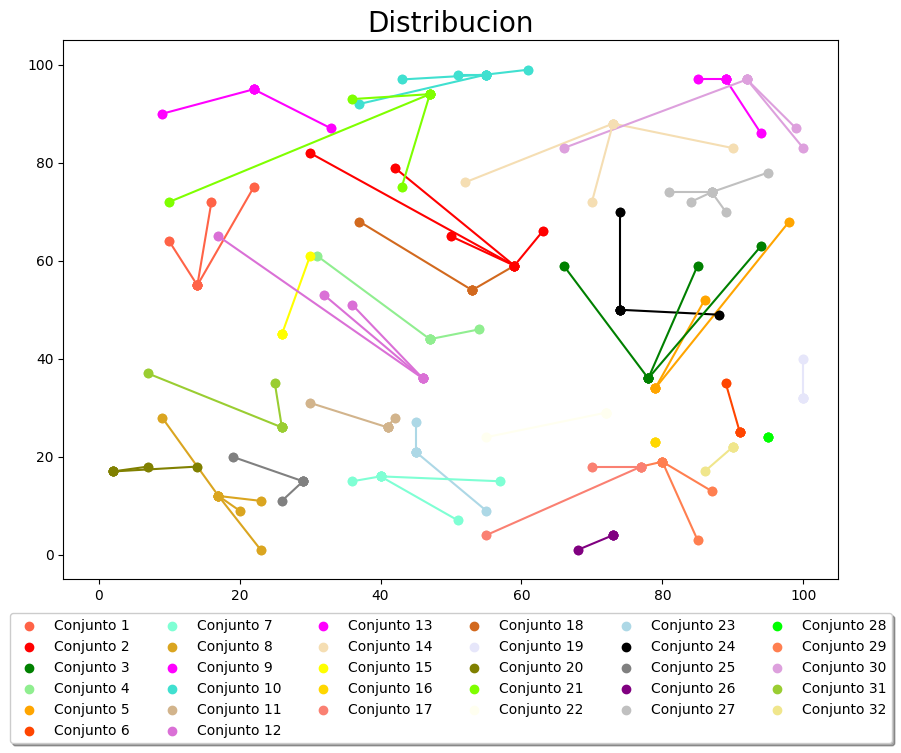 Distribucion
100
80
60
40
20
0
0 20 40 60 80 100
Conjunto 1 Conjunto 7 Conjunto 13 Conjunto 18 Conjunto 23 Conjunto 28
Conjunto 2 Conjunto 8 Conjunto 14 Conjunto 19 Conjunto 24 Conjunto 29
Conjunto 3 Conjunto 9 Conjunto 15 Conjunto 20 Conjunto 25 Conjunto 30
Conjunto 4 Conjunto 10 Conjunto 16 Conjunto 21 Conjunto 26 Conjunto 31
Conjunto 5 Conjunto 11 Conjunto 17 Conjunto 22 Conjunto 27 Conjunto 32
Conjunto 6 Conjunto 12